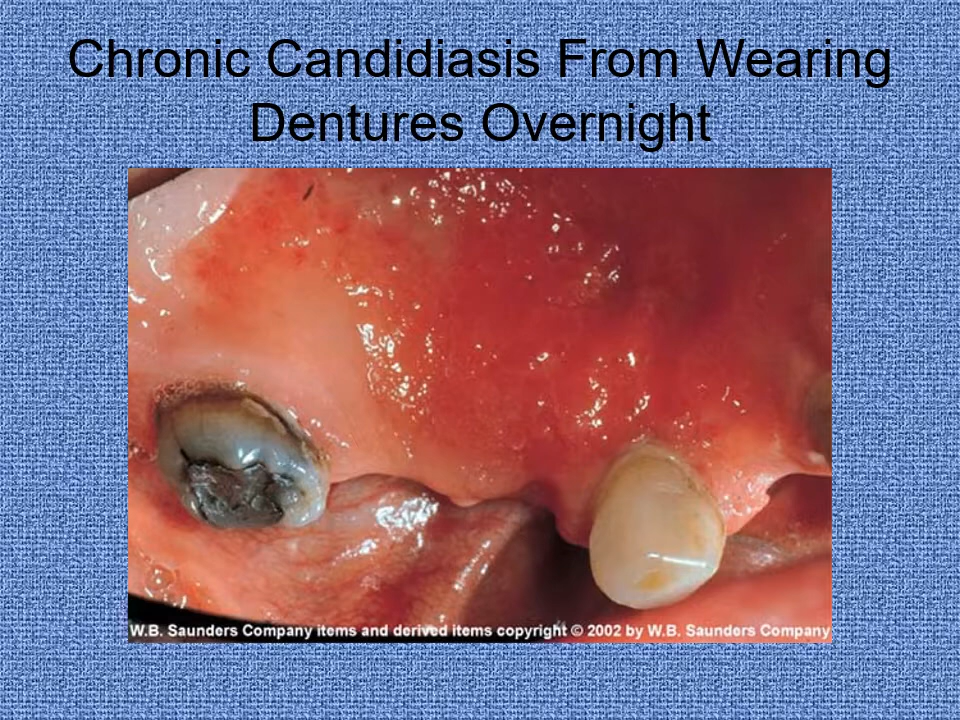 Chronic Candidiasis From Wearing
Dentures Overnight
W.B. Saunders Company items and derived items copyright © 2002 by W.B. Saunders Company